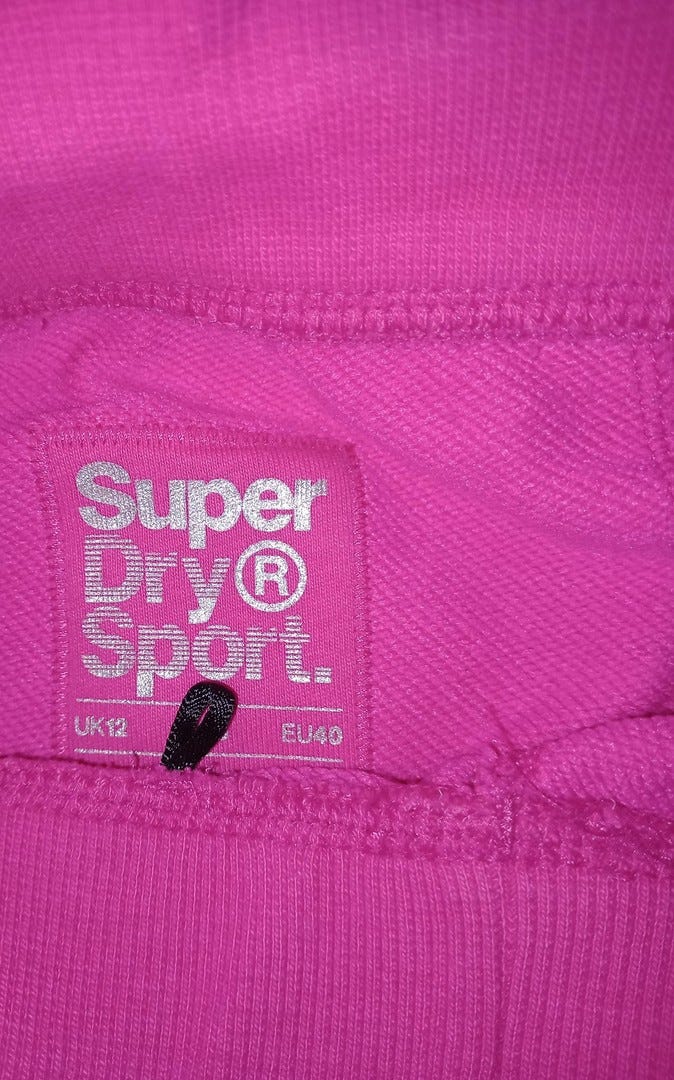 Super
Dry®
Sport.
UK12 EU40